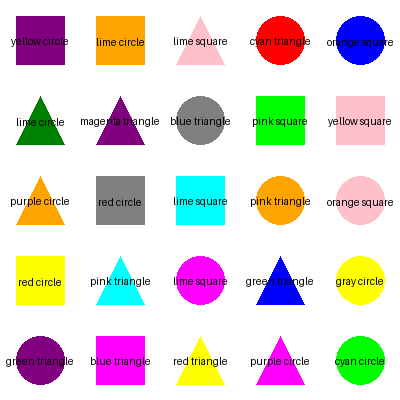 yellow circle lime circle lime square cyan triangle orange square
lime circle magenta triangle blue triangle pink square yellow square
purple circle red circle lime square pink triangle orange square
red circle pink triangle lime square green triangle gray circle
green triangle blue triangle red triangle purple circle cyan circle